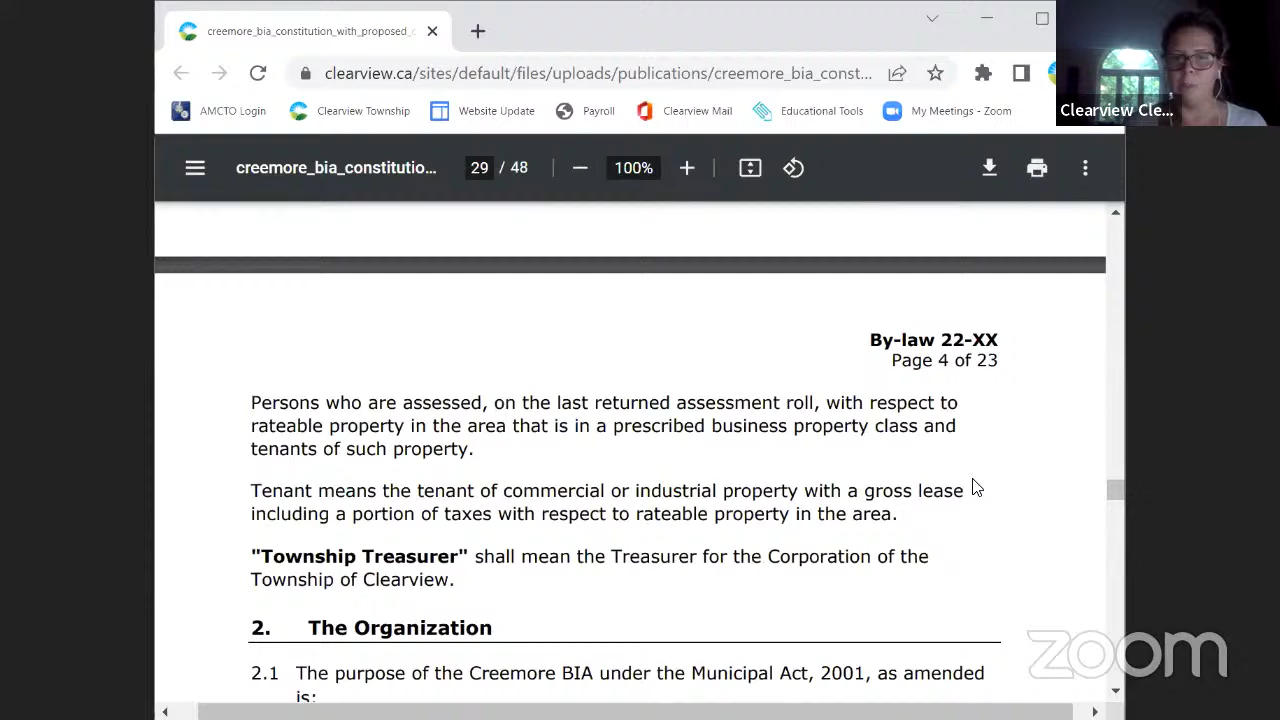 creemore_bia_constitution_with_proposed_c
clearview.ca/sites/default/files/uploads/publications/creemore_bia_const...
AMCTO Login Clearview Township Website Update Payroll Clearview Mail Educational Tools My Meetings - Zoom
Clearview Cle...
creemore_bia_constitutio... 29 / 48 100%
By-law 22-XX
Page 4 of 23
Persons who are assessed, on the last returned assessment roll, with respect to
rateable property in the area that is in a prescribed business property class and
tenants of such property.
Tenant means the tenant of commercial or industrial property with a gross lease
including a portion of taxes with respect to rateable property in the area.
"Township Treasurer" shall mean the Treasurer for the Corporation of the
Township of Clearview.
2. The Organization
2.1 The purpose of the Creemore BIA under the Municipal Act, 2001, as amended
is:
zoom